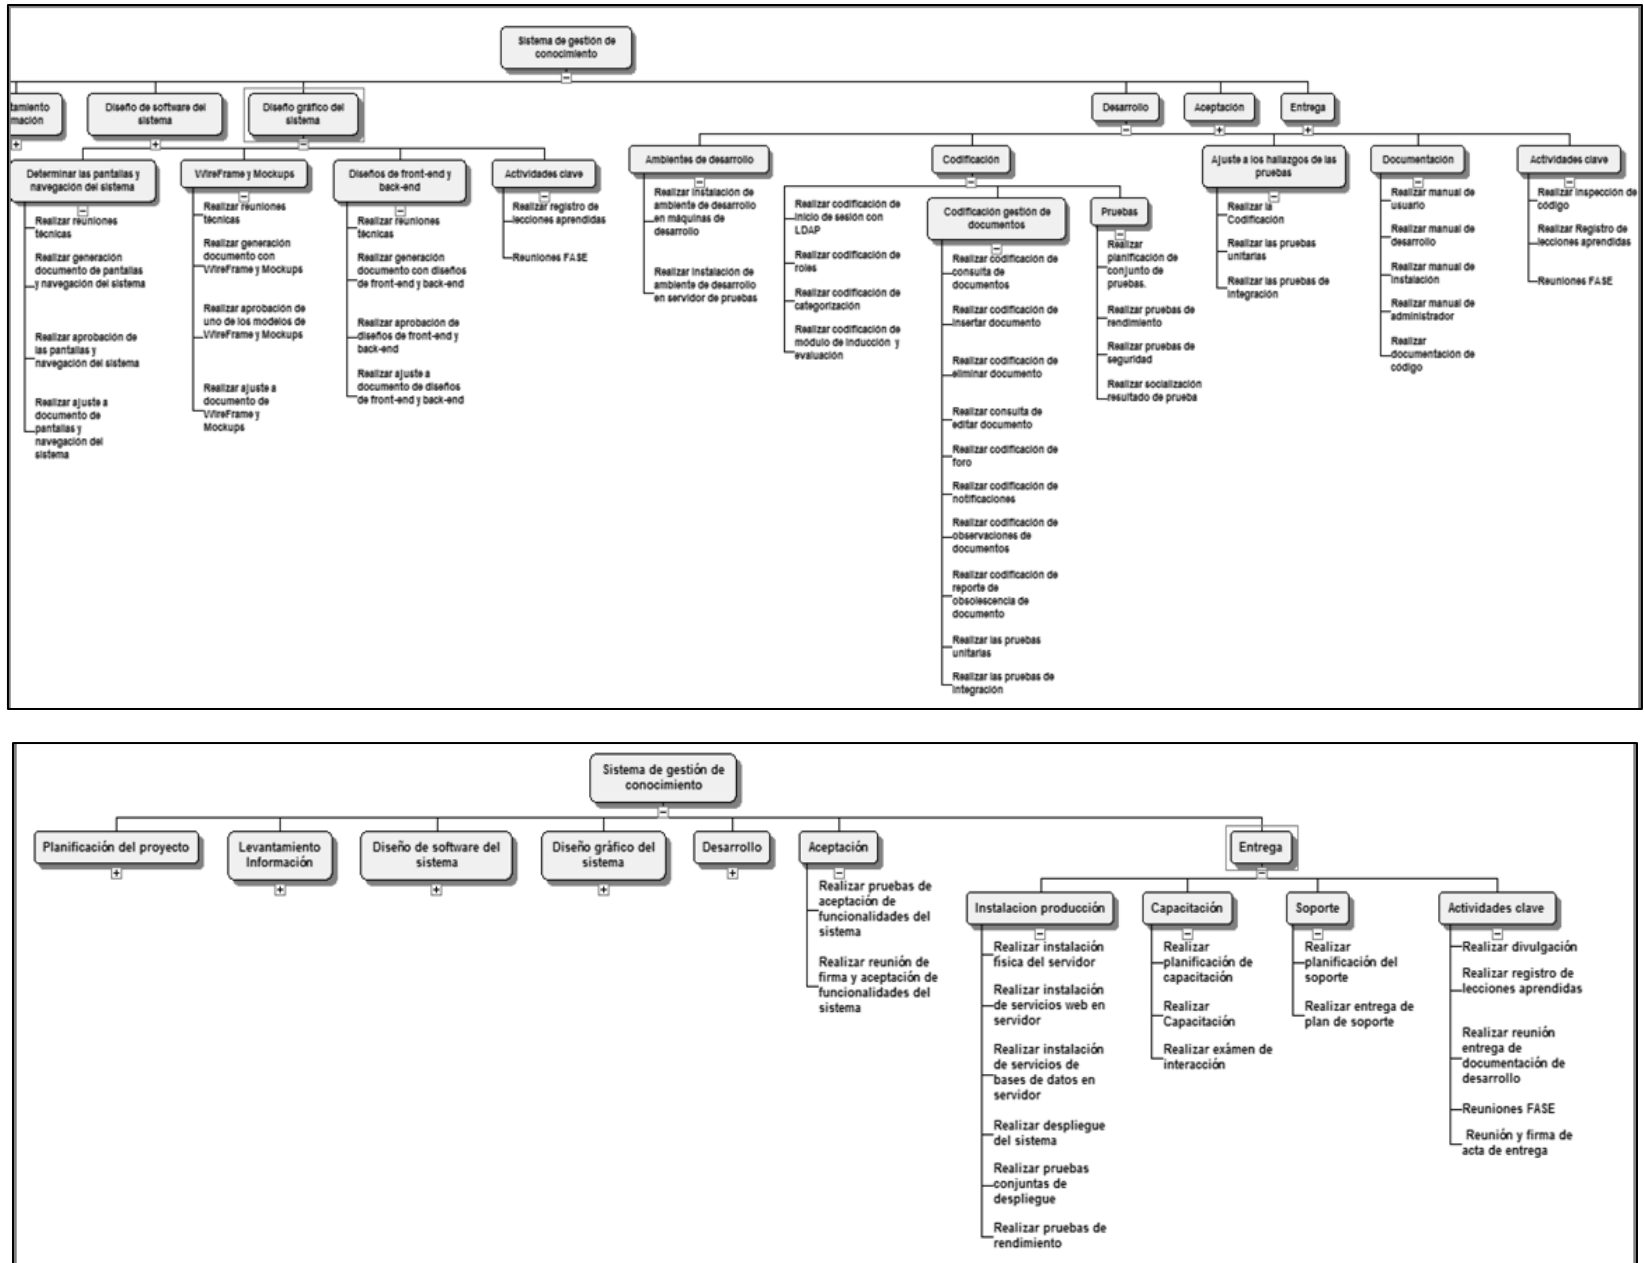 Sistema de gestión de
conocimiento
tamiento
mación
Diseño de software del
sistema
Diseño gráfico del
sistema
Desarrollo
Aceptación
Entrega
Determinar las pantallas y
navegación del sistema
Realizar reuniones
técnicas
Realizar generación
documento de pantallas
y navegación del sistema
Realizar aprobación de
las pantallas y
navegación del sistema
Realizar ajuste a
documento de
pantallas y
navegación del
sistema
WireFrame y Mockups
Realizar reuniones
técnicas
Realizar generación
documento con
WireFrame y Mockups
Realizar aprobación de
uno de los modelos de
WireFrame y Mockups
Realizar ajuste a
documento de
WireFrame y
Mockups
Diseños de front-end y
back-end
Realizar reuniones
técnicas
Realizar generación
documento con diseños
de front-end y back-end
Realizar aprobación de
diseños de front-end y
back-end
Realizar ajuste a
documento de diseños
de front-end y back-end
Actividades clave
Realizar registro de
lecciones aprendidas
Reuniones FASE
Ambientes de desarrollo
Realizar instalación de
ambiente de desarrollo
en máquinas de
desarrollo
Realizar instalación de
ambiente de desarrollo
en servidor de pruebas
Codificación
Realizar codificación de
inicio de sesión con
LDAP
Realizar codificación de
roles
Realizar codificación de
categorización
Realizar codificación de
módulo de inducción y
evaluación
Codificación gestión de
documentos
Realizar codificación de
consulta de
documentos
Realizar codificación de
insertar documento
Realizar codificación de
eliminar documento
Realizar consulta de
editar documento
Realizar codificación de
foro
Realizar codificación de
notificaciones
Realizar codificación de
observaciones de
documentos
Realizar codificación de
reporte de
obsolescencia de
documento
Realizar las pruebas
unitarias
Realizar las pruebas de
integración
Pruebas
Realizar
planificación de
conjunto de
pruebas.
Realizar pruebas de
rendimiento
Realizar pruebas de
seguridad
Realizar socialización
resultado de prueba
Ajuste a los hallazgos de las
pruebas
Realizar la
Codificación
Realizar las pruebas
unitarias
Realizar las pruebas de
integración
Documentación
Realizar manual de
usuario
Realizar manual de
desarrollo
Realizar manual de
instalación
Realizar manual de
administrador
Realizar
documentación de
código
Actividades clave
Realizar inspección de
código
Realizar Registro de
lecciones aprendidas
Reuniones FASE
Sistema de gestión de
conocimiento
Planificación del proyecto
Levantamiento
Información
Diseño de software del
sistema
Diseño gráfico del
sistema
Desarrollo
Aceptación
Realizar pruebas de
aceptación de
funcionalidades del
sistema
Realizar reunión de
firma y aceptación de
funcionalidades del
sistema
Entrega
Instalacion producción
Realizar instalación
física del servidor
Realizar instalación
de servicios web en
servidor
Realizar instalación
de servicios de
bases de datos en
servidor
Realizar despliegue
del sistema
Realizar pruebas
conjuntas de
despliegue
Realizar pruebas de
rendimiento
Capacitación
Realizar
planificación de
capacitación
Realizar
Capacitación
Realizar exámen de
interacción
Soporte
Realizar
planificación del
soporte
Realizar entrega de
plan de soporte
Actividades clave
Realizar divulgación
Realizar registro de
lecciones aprendidas
Realizar reunión
entrega de
documentación de
desarrollo
Reuniones FASE
Reunión y firma de
acta de entrega